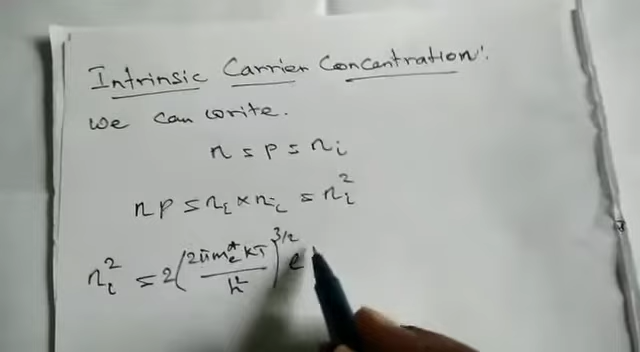 Intrinsic Carrier Concentration:
We can write.
n = p = nᵢ
np = nᵢ × nᵢ = nᵢ²
nᵢ² = 2(2πmₑ*kT/h²)^3/2 e